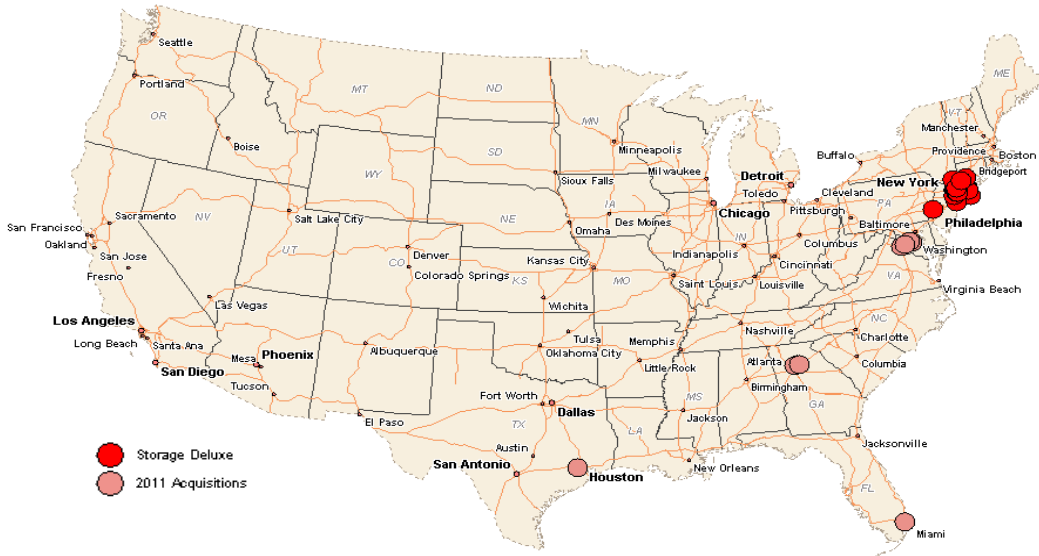 Seattle
ME
Portland
MT
ND
VT
OR
MN
Manchester
Boise
SD
Minneapolis
Buffalo
Providence
Boston
WY
Sioux Falls
Milwaukee
Detroit
Bridgeport
New York
Toledo
Cleveland
PA
Sacramento
NV
Salt Lake City
NE
IA
Des Moines
Chicago
Pittsburgh
Philadelphia
San Francisco
Omaha
Baltimore
Oakland
UT
Denver
IN
Columbus
Washington
San Jose
CO
Kansas City
Indianapolis
Fresno
Colorado Springs
KS
MO
Saint Louis
Cincinnati
Louisville
VA
Virginia Beach
Las Vegas
Wichita
Los Angeles
NC
Long Beach
Santa Ana
Tulsa
Nashville
Charlotte
Mesa
Phoenix
Albuquerque
Oklahoma City
Memphis
Atlanta
Columbia
San Diego
Little Rock
Birmingham
Tucson
Fort Worth
MS
GA
El Paso
Dallas
Jackson
TX
LA
Jacksonville
Austin
Storage Deluxe
San Antonio
Houston
New Orleans
2011 Acquisitions
FL
Miami